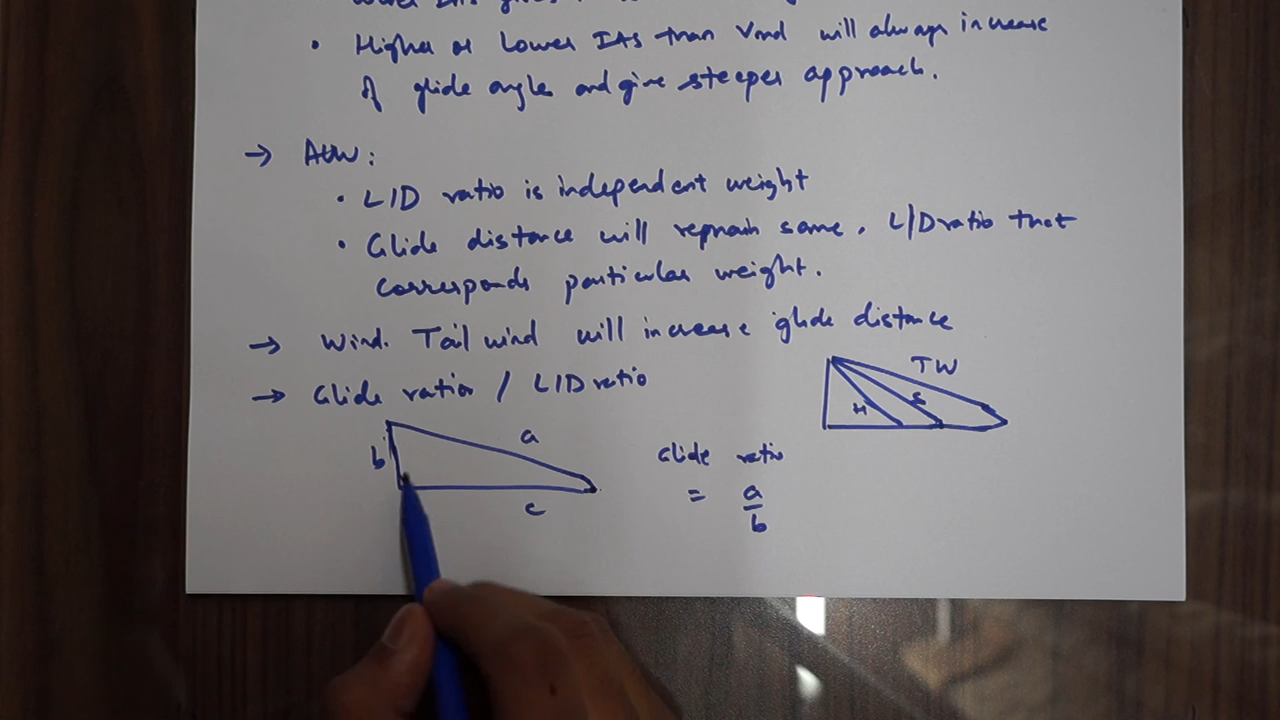 • Higher or Lower IAS than Vmd will always increase
of glide angles and give steeper approach.
→ AUW:
• L/D ratio is independent weight
• Glide distance will remain same. L/D ratio that
corresponds particular weight.
→ Wind. Tail wind will increase glide distance
→ Glide ratio / L/D ratio
TW
H
S
a
b
c
Glide ratio
= a
b